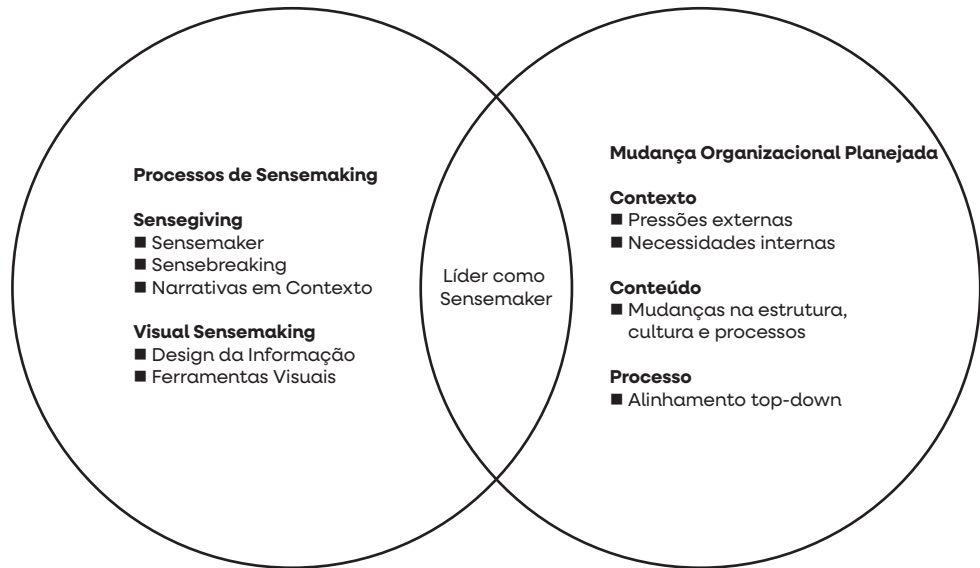 Processos de Sensemaking
Sensegiving
■ Sensemaker
■ Sensebreaking
■ Narrativas em Contexto
Visual Sensemaking
■ Design da Informação
■ Ferramentas Visuais
Líder como
Sensemaker
Mudança Organizacional Planejada
Contexto
■ Pressões externas
■ Necessidades internas
Conteúdo
■ Mudanças na estrutura,
cultura e processos
Processo
■ Alinhamento top-down